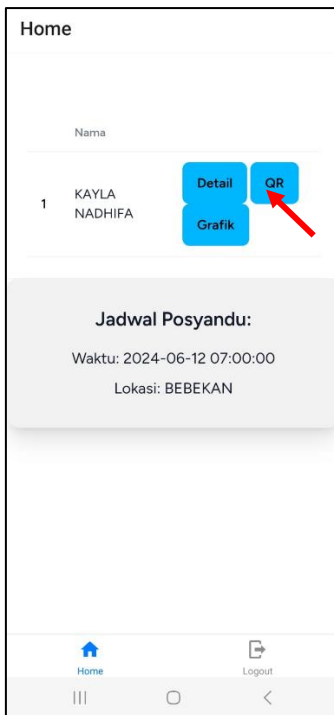 Home
Nama
1
KAYLA
NADHIFA
Detail
QR
Grafik
Jadwal Posyandu:
Waktu: 2024-06-12 07:00:00
Lokasi: BEBEKAN
Home
Logout